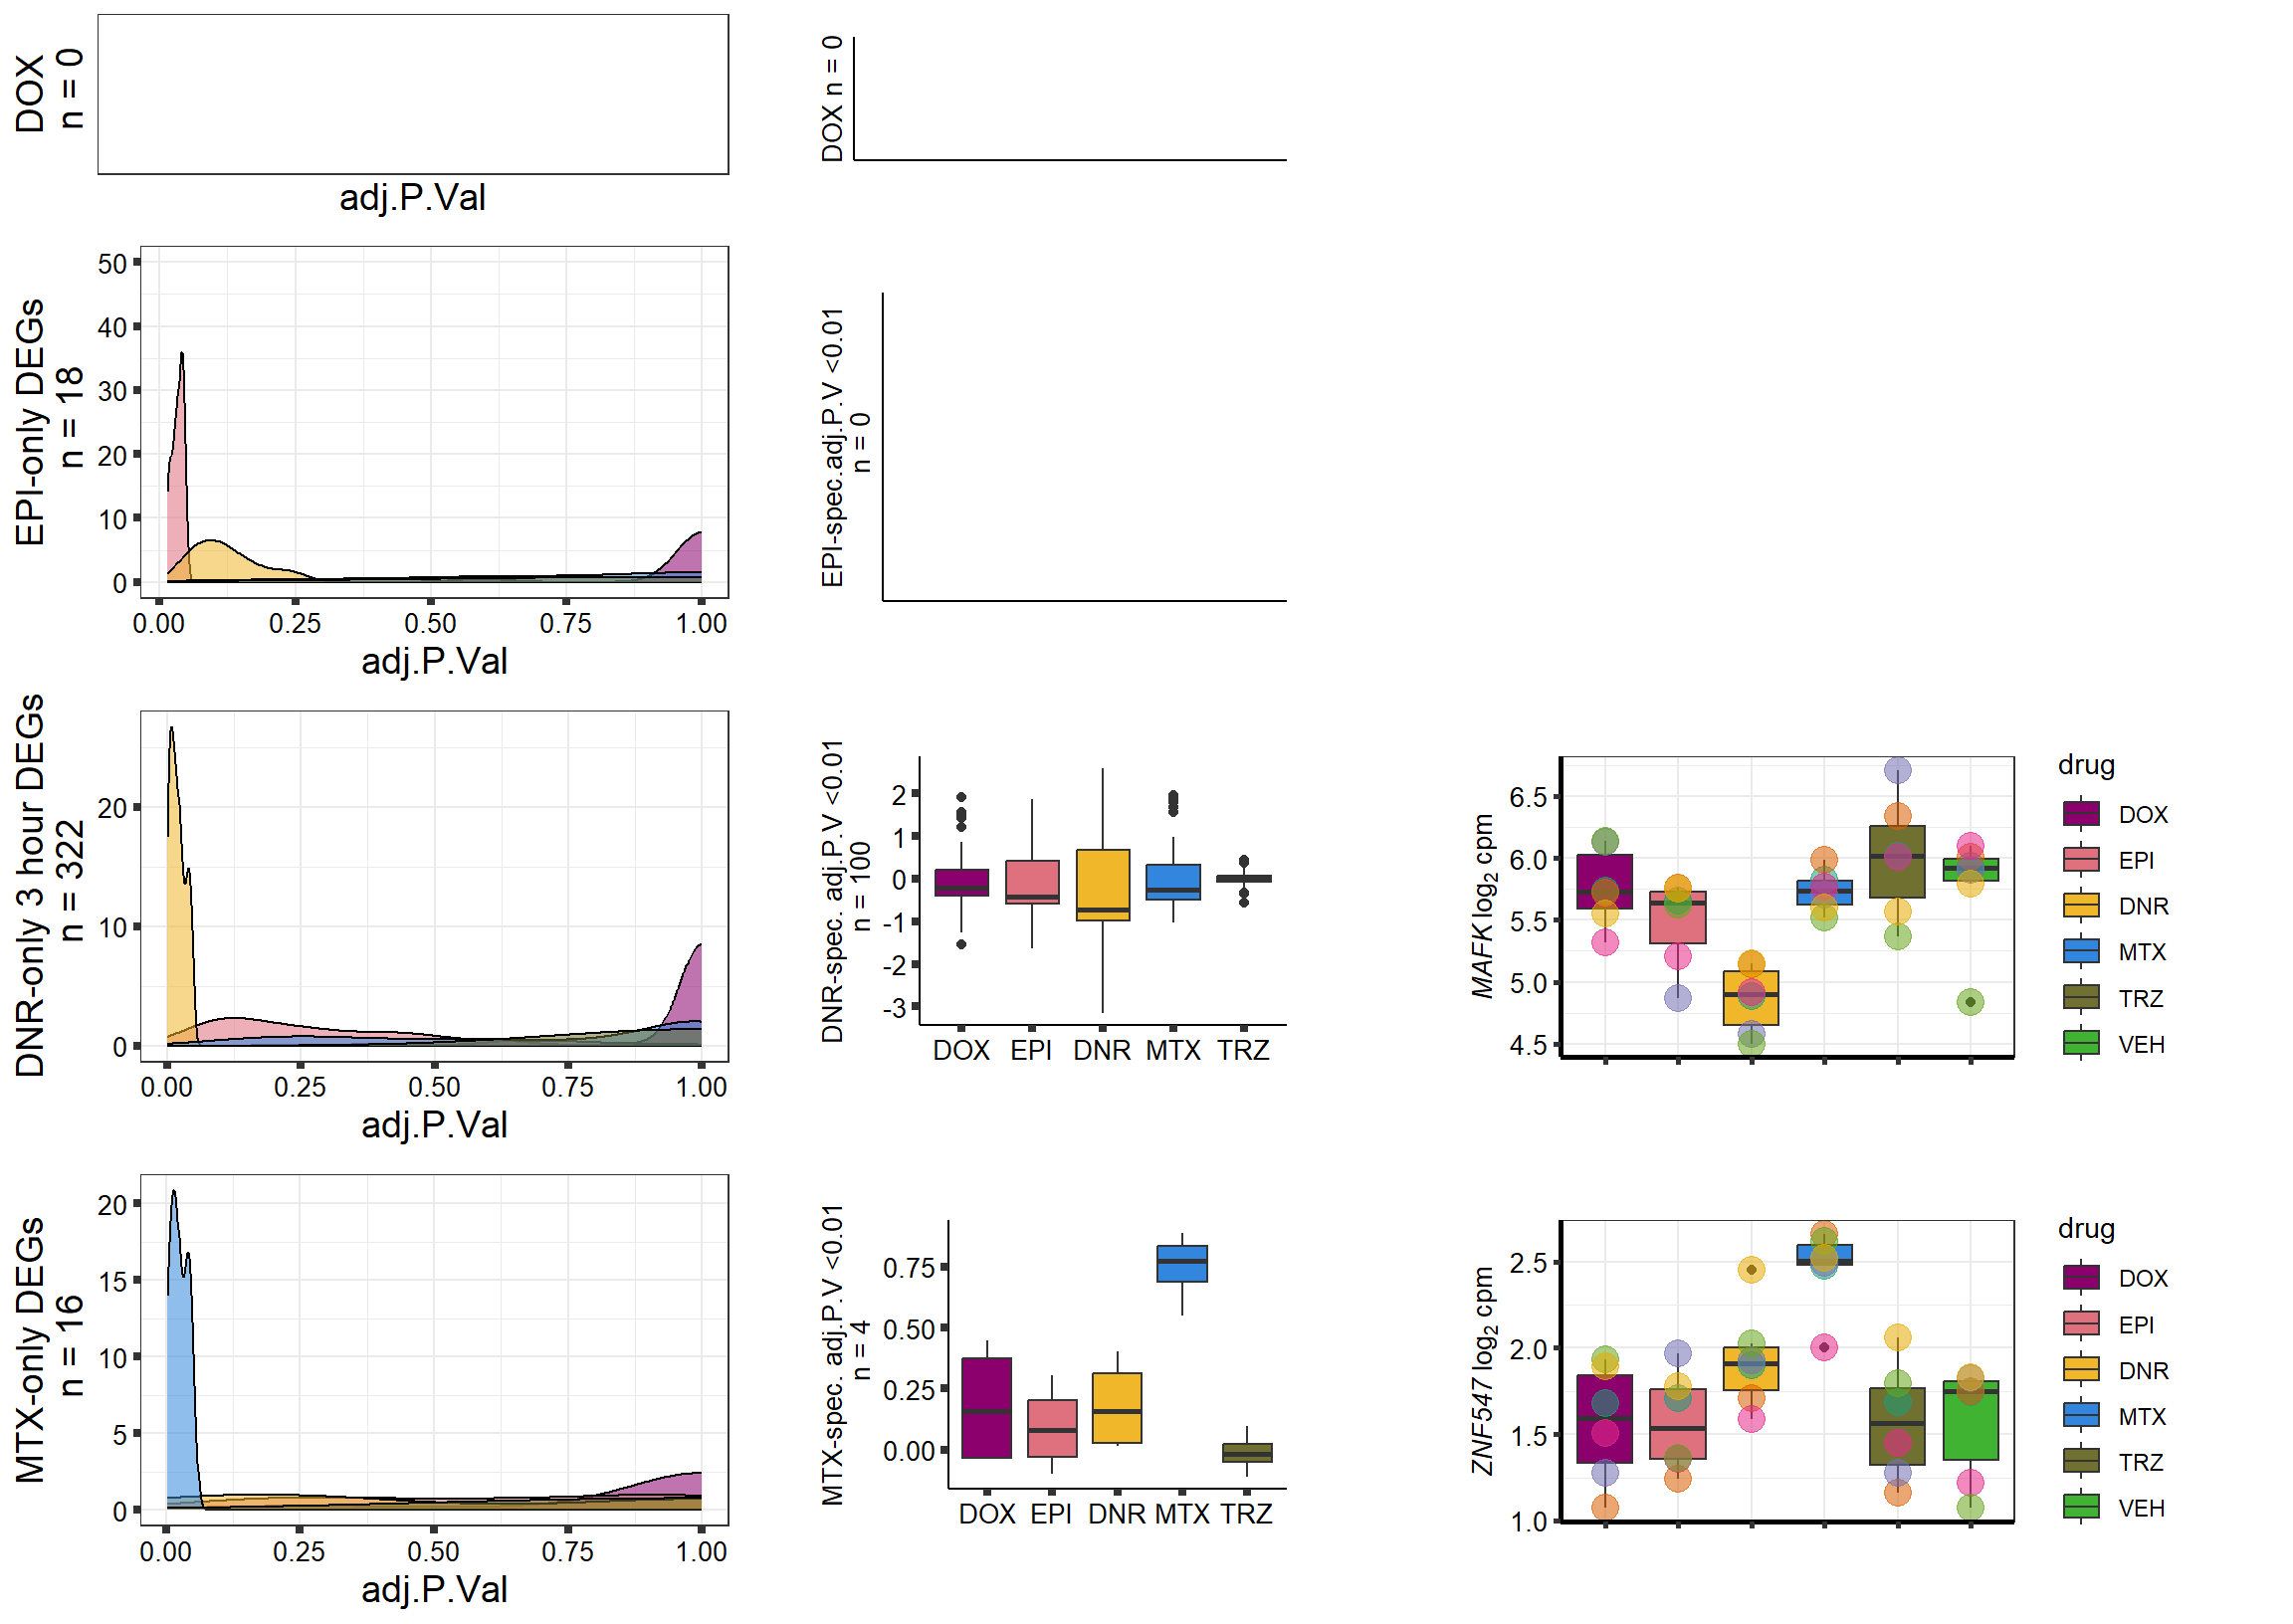 DOX
n = 0
adj.P.Val
DOX n = 0
EPI-only DEGs
n = 18
50
40
30
20
10
0
0.00 0.25 0.50 0.75 1.00
adj.P.Val
EPI-spec.adj.P.V <0.01
n = 0
DNR-only 3 hour DEGs
n = 322
20
10
0
0.00 0.25 0.50 0.75 1.00
adj.P.Val
DNR-spec. adj.P.V <0.01
n = 100
2
1
0
-1
-2
-3
DOX EPI DNR MTX TRZ
MAFK log2 cpm
6.5
6.0
5.5
5.0
4.5
drug
DOX
EPI
DNR
MTX
TRZ
VEH
MTX-only DEGs
n = 16
20
15
10
5
0
0.00 0.25 0.50 0.75 1.00
adj.P.Val
MTX-spec. adj.P.V <0.01
n = 4
0.75
0.50
0.25
0.00
DOX EPI DNR MTX TRZ
ZNF547 log2 cpm
2.5
2.0
1.5
1.0
drug
DOX
EPI
DNR
MTX
TRZ
VEH